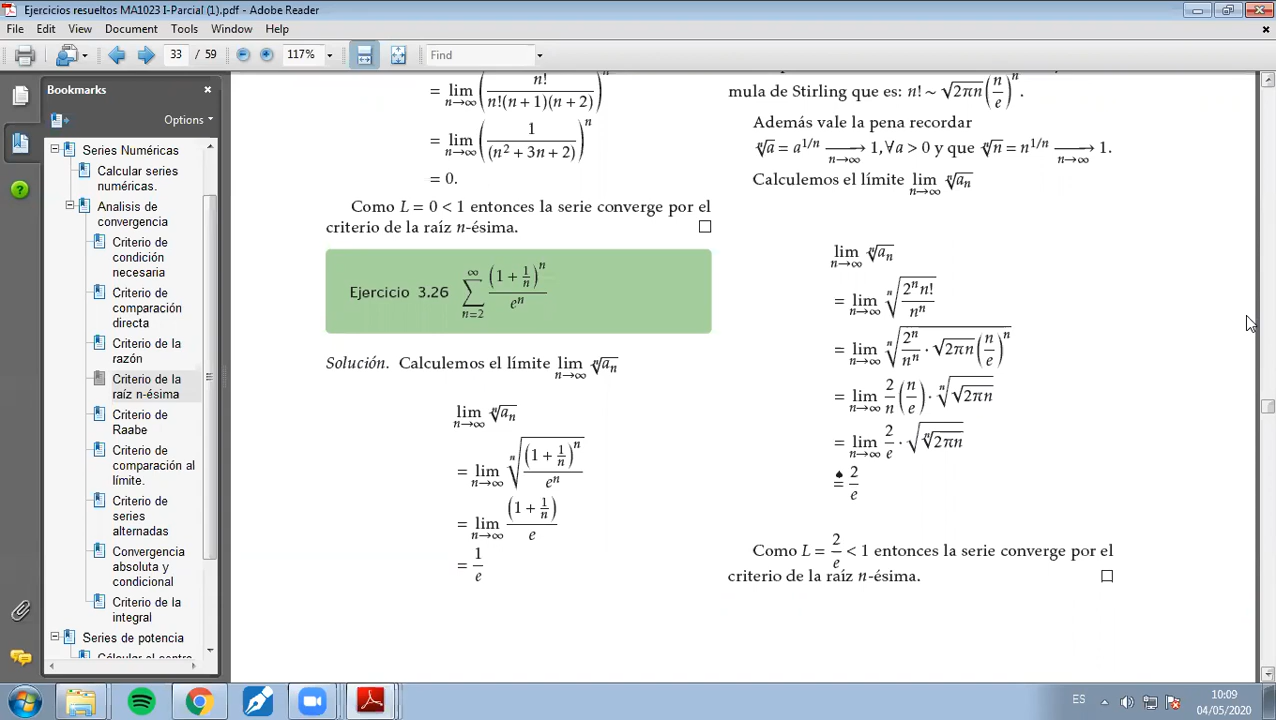 Ejercicios resueltos MA1023 I-Parcial (1).pdf - Adobe Reader
File Edit View Document Tools Window Help
33 / 59 117% Find
Bookmarks
Options
Series Numéricas
Calcular series
numéricas.
Analisis de
convergencia
Criterio de
condición
necesaria
Criterio de
comparación
directa
Criterio de la
razón
Criterio de la
raíz n-ésima
Criterio de
Raabe
Criterio de
comparación al
límite.
Criterio de
series
alternadas
Convergencia
absoluta y
condicional
Criterio de la
integral
Series de potencia
= lim n→∞ (n! / n!(n + 1)(n + 2))^n
= lim n→∞ (1 / (n² + 3n + 2))^n
= 0.
Como L = 0 < 1 entonces la serie converge por el
criterio de la raíz n-ésima. □
Ejercicio 3.26 ∑ n=2 ∞ (1 + 1/n)^n / e^n
Solución. Calculemos el límite lim n→∞ ⁿ√a_n
lim n→∞ ⁿ√a_n
= lim n→∞ ⁿ√((1 + 1/n)^n / e^n)
= lim n→∞ (1 + 1/n) / e
= 1/e
mula de Stirling que es: n! ~ √2πn (n/e)^n.
Además vale la pena recordar
ⁿ√a = a^1/n → n→∞ 1, ∀a > 0 y que ⁿ√n = n^1/n → n→∞ 1.
Calculemos el límite lim n→∞ ⁿ√a_n
lim n→∞ ⁿ√a_n
= lim n→∞ ⁿ√(2^n n! / n^n)
= lim n→∞ ⁿ√(2^n / n^n · √2πn (n/e)^n)
= lim n→∞ 2/n (n/e) · ⁿ√√2πn
= lim n→∞ 2/e · √ⁿ√2πn
♠
= 2/e
Como L = 2/e < 1 entonces la serie converge por el
criterio de la raíz n-ésima. □
ES 10:09
04/05/2020